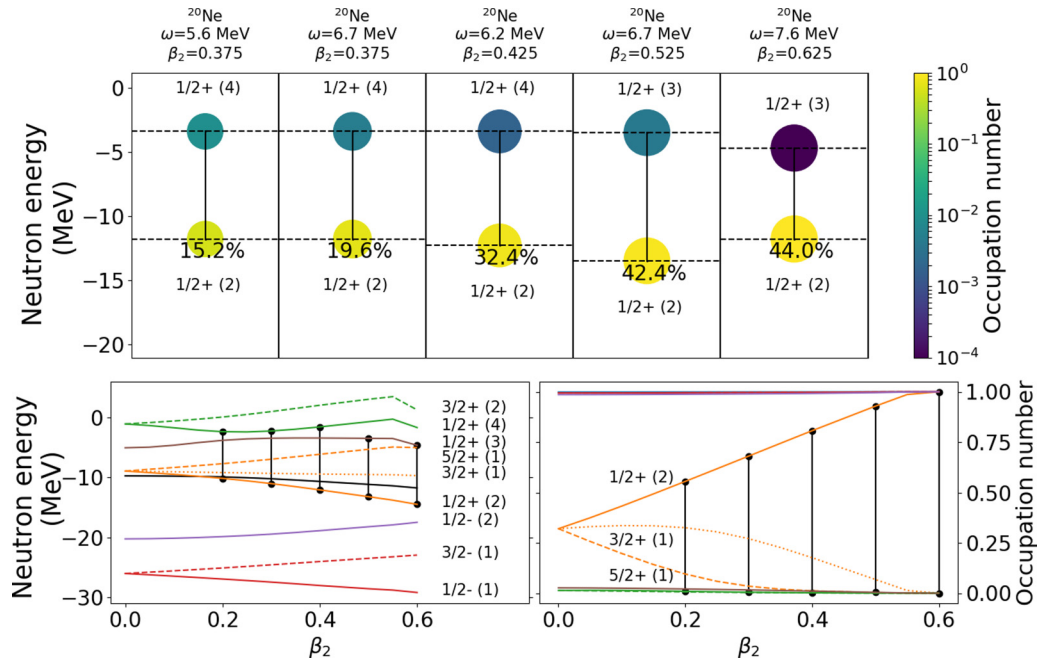 20Ne
ω=5.6 MeV
β2=0.375
20Ne
ω=6.7 MeV
β2=0.375
20Ne
ω=6.2 MeV
β2=0.425
20Ne
ω=6.7 MeV
β2=0.525
20Ne
ω=7.6 MeV
β2=0.625
Neutron energy
(MeV)
0
−5
−10
−15
−20
1/2+ (4)
1/2+ (4)
1/2+ (4)
1/2+ (3)
1/2+ (3)
15.2%
19.6%
32.4%
42.4%
44.0%
1/2+ (2)
1/2+ (2)
1/2+ (2)
1/2+ (2)
1/2+ (2)
10^0
10^−1
10^−2
10^−3
10^−4
Occupation number
Neutron energy
(MeV)
0
−10
−20
−30
0.0
0.2
0.4
0.6
β2
3/2+ (2)
1/2+ (4)
1/2+ (3)
5/2+ (1)
3/2+ (1)
1/2+ (2)
1/2- (2)
3/2- (1)
1/2- (1)
1/2+ (2)
3/2+ (1)
5/2+ (1)
0.0
0.2
0.4
0.6
β2
1.00
0.75
0.50
0.25
0.00
Occupation number